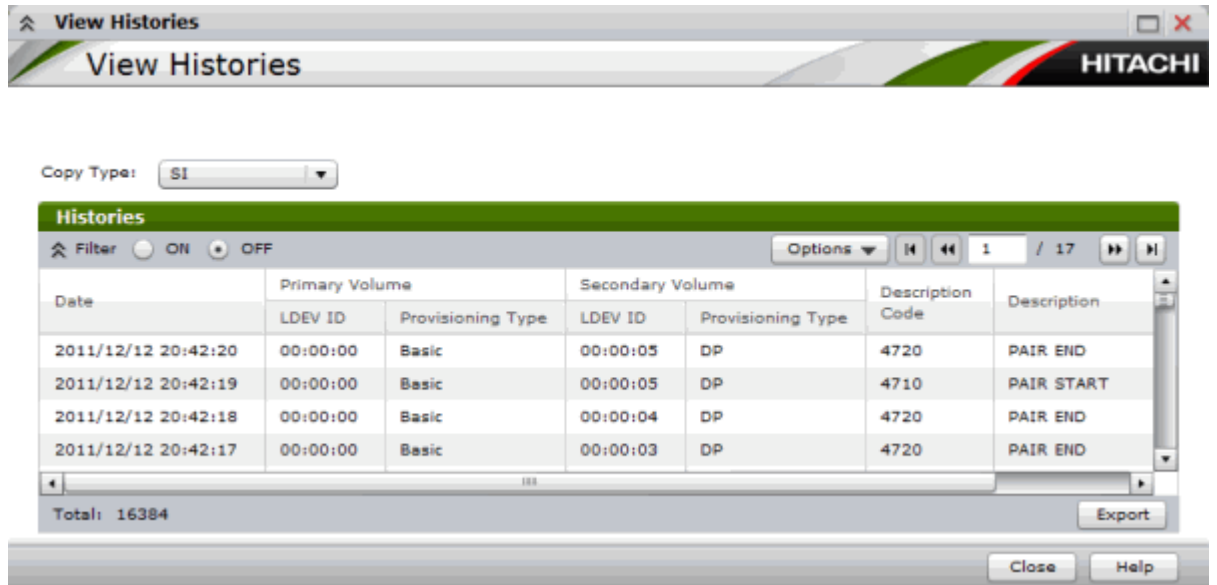 View Histories
View Histories HITACHI
Copy Type: SI
Histories
Filter ON OFF Options 1 / 17
Date Primary Volume Secondary Volume Description Code Description
LDEV ID Provisioning Type LDEV ID Provisioning Type
2011/12/12 20:42:20 00:00:00 Basic 00:00:05 DP 4720 PAIR END
2011/12/12 20:42:19 00:00:00 Basic 00:00:05 DP 4710 PAIR START
2011/12/12 20:42:18 00:00:00 Basic 00:00:04 DP 4720 PAIR END
2011/12/12 20:42:17 00:00:00 Basic 00:00:03 DP 4720 PAIR END
Total: 16384 Export
Close Help